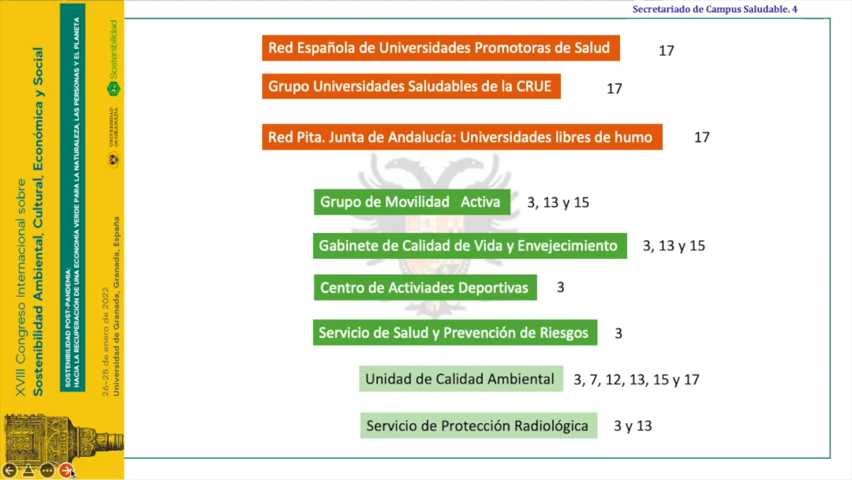 Secretariado de Campus Saludable. 4
XVIII Congreso Internacional sobre
Sostenibilidad Ambiental, Cultural, Económica y Social
SOSTENIBILIDAD POST-PANDEMIA:
HACIA LA RECUPERACIÓN DE UNA ECONOMÍA VERDE PARA LA NATURALEZA, LAS PERSONAS Y EL PLANETA
26-28 de enero de 2022
Universidad de Granada, Granada, España
UNIVERSIDAD
DE GRANADA
Sostenibilidad
Red Española de Universidades Promotoras de Salud 17
Grupo Universidades Saludables de la CRUE 17
Red Pita. Junta de Andalucía: Universidades libres de humo 17
Grupo de Movilidad Activa 3, 13 y 15
Gabinete de Calidad de Vida y Envejecimiento 3, 13 y 15
Centro de Activiades Deportivas 3
Servicio de Salud y Prevención de Riesgos 3
Unidad de Calidad Ambiental 3, 7, 12, 13, 15 y 17
Servicio de Protección Radiológica 3 y 13